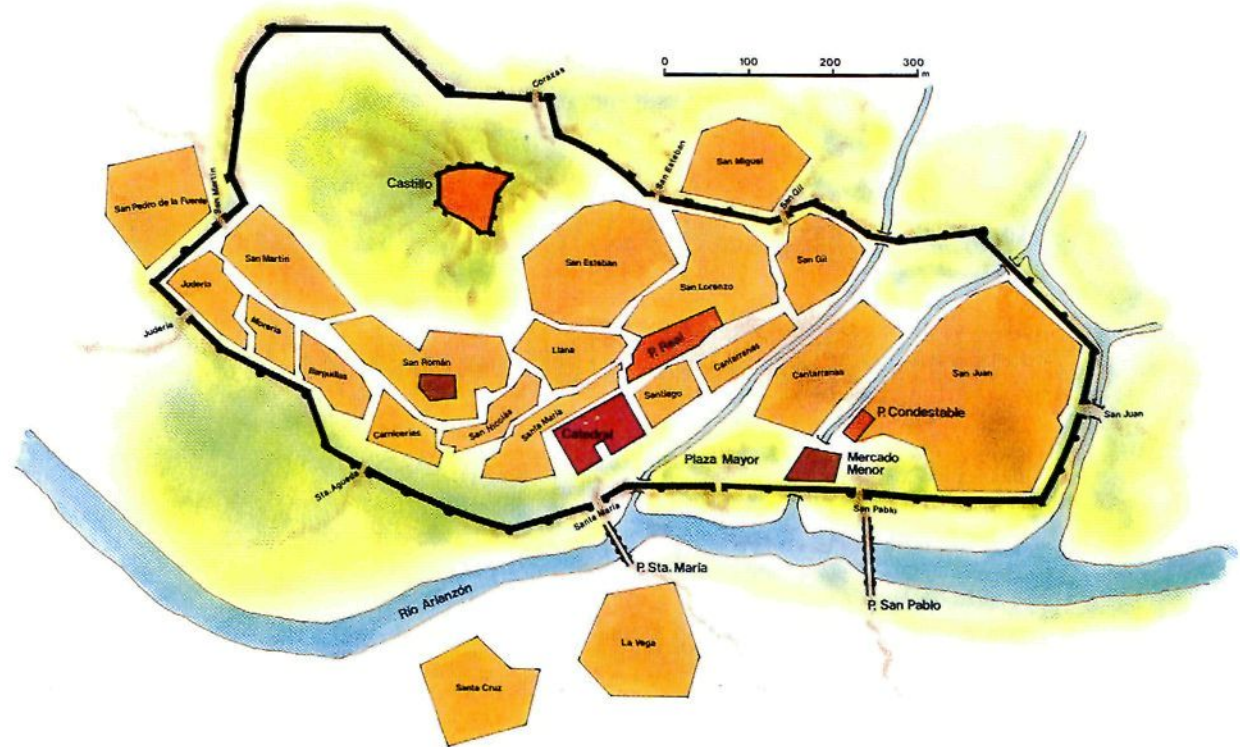 0 100 200 300
m
Corazas
San Esteban
San Miguel
San Gil
Castillo
San Pedro de la Fuente
San Martín
San Martín
San Esteban
San Gil
San Lorenzo
Judería
Judería
Morería
Llana
P. Real
San Román
Cantarranas
Barguillas
Cantarranas
San Juan
Santiago
San Nicolás
Santa María
P. Condestable
San Juan
Carnicerías
Catedral
Plaza Mayor
Mercado
Menor
Sta. Agueda
Santa María
San Pablo
P. Sta. María
Río Arlanzón
P. San Pablo
La Vega
Santa Cruz